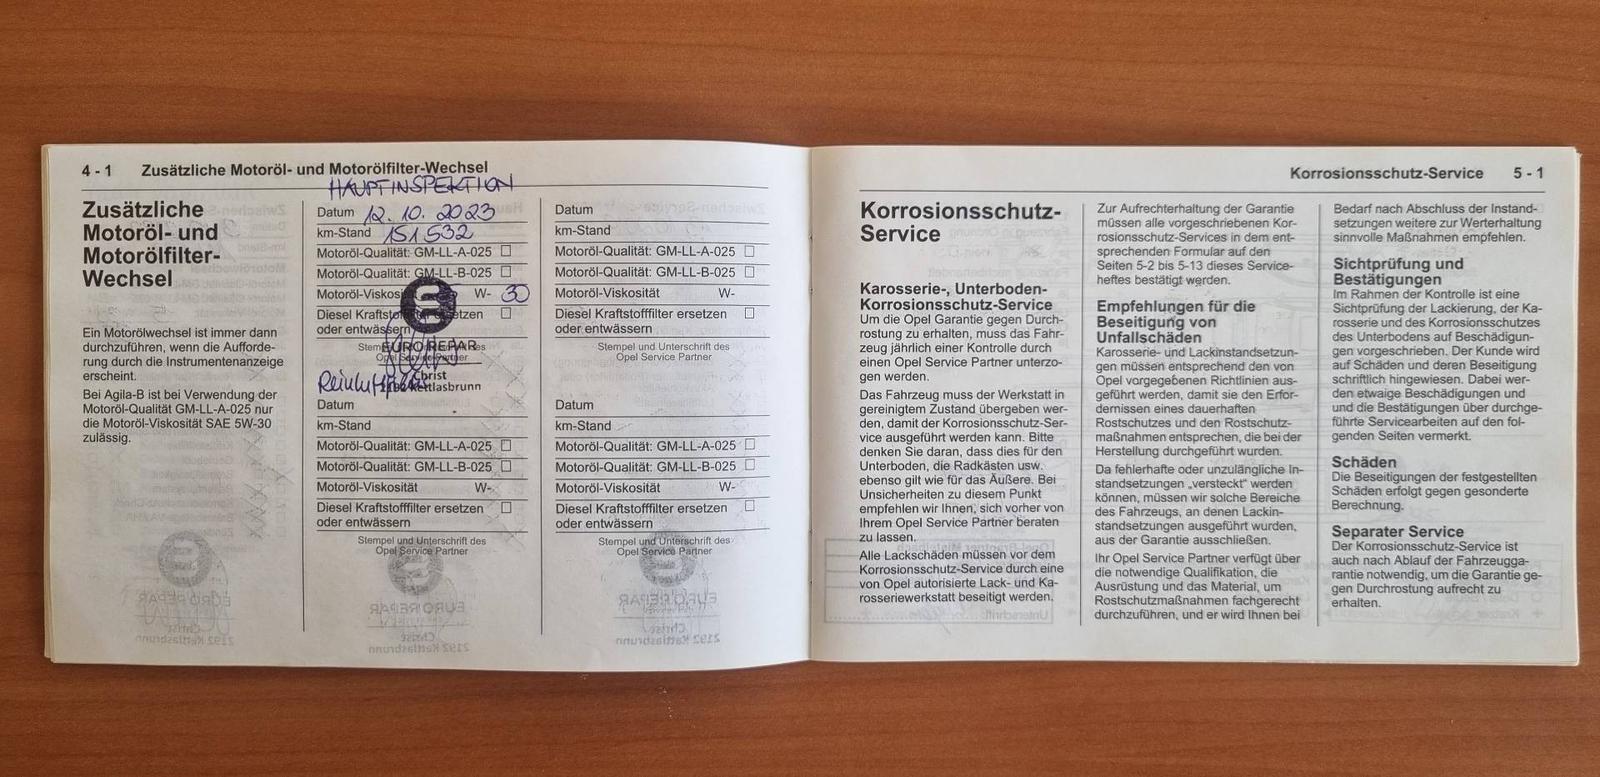 4 - 1 Zusätzliche Motoröl- und Motorölfilter-Wechsel
Zusätzliche
Motoröl- und
Motorölfilter-
Wechsel
Ein Motorölwechsel ist immer dann
durchzuführen, wenn die Aufforde-
rung durch die Instrumentenanzeige
erscheint.
Bei Agila-B ist bei Verwendung der
Motoröl-Qualität GM-LL-A-025 nur
die Motoröl-Viskosität SAE 5W-30
zulässig.
HAUPTINSPEKTION
Datum 12.10.2023
km-Stand 151532
Motoröl-Qualität: GM-LL-A-025
Motoröl-Qualität: GM-LL-B-025
Motoröl-Viskosität W- 30
Diesel Kraftstofffilter ersetzen
oder entwässern
Stempel und Unterschrift des
Opel Service Partner
EUROREPAR
Christ
2192 Kettlasbrunn
Datum
km-Stand
Motoröl-Qualität: GM-LL-A-025
Motoröl-Qualität: GM-LL-B-025
Motoröl-Viskosität W-
Diesel Kraftstofffilter ersetzen
oder entwässern
Stempel und Unterschrift des
Opel Service Partner
Datum
km-Stand
Motoröl-Qualität: GM-LL-A-025
Motoröl-Qualität: GM-LL-B-025
Motoröl-Viskosität W-
Diesel Kraftstofffilter ersetzen
oder entwässern
Stempel und Unterschrift des
Opel Service Partner
Datum
km-Stand
Motoröl-Qualität: GM-LL-A-025
Motoröl-Qualität: GM-LL-B-025
Motoröl-Viskosität W-
Diesel Kraftstofffilter ersetzen
oder entwässern
Stempel und Unterschrift des
Opel Service Partner
Korrosionsschutz-Service 5 - 1
Korrosionsschutz-
Service
Karosserie-, Unterboden-
Korrosionsschutz-Service
Um die Opel Garantie gegen Durch-
rostung zu erhalten, muss das Fahr-
zeug jährlich einer Kontrolle durch
einen Opel Service Partner unterzo-
gen werden.
Das Fahrzeug muss der Werkstatt in
gereinigtem Zustand übergeben wer-
den, damit der Korrosionsschutz-Ser-
vice ausgeführt werden kann. Bitte
denken Sie daran, dass dies für den
Unterboden, die Radkästen usw.
ebenso gilt wie für das Äußere. Bei
Unsicherheiten zu diesem Punkt
empfehlen wir Ihnen, sich vorher von
Ihrem Opel Service Partner beraten
zu lassen.
Alle Lackschäden müssen vor dem
Korrosionsschutz-Service durch eine
von Opel autorisierte Lack- und Ka-
rosseriewerkstatt beseitigt werden.
Zur Aufrechterhaltung der Garantie
müssen alle vorgeschriebenen Kor-
rosionsschutz-Services in dem ent-
sprechenden Formular auf den
Seiten 5-2 bis 5-13 dieses Service-
heftes bestätigt werden.
Empfehlungen für die
Beseitigung von
Unfallschäden
Karosserie- und Lackinstandsetzun-
gen müssen entsprechend den von
Opel vorgegebenen Richtlinien aus-
geführt werden, damit sie den Erfor-
dernissen eines dauerhaften
Rostschutzes und den Rostschutz-
maßnahmen entsprechen, die bei der
Herstellung durchgeführt wurden.
Da fehlerhafte oder unzulängliche In-
standsetzungen „versteckt" werden
können, müssen wir solche Bereiche
des Fahrzeugs, an denen Lackin-
standsetzungen ausgeführt wurden,
aus der Garantie ausschließen.
Ihr Opel Service Partner verfügt über
die notwendige Qualifikation, die
Ausrüstung und das Material, um
Rostschutzmaßnahmen fachgerecht
durchzuführen, und er wird Ihnen bei
Bedarf nach Abschluss der Instand-
setzungen weitere zur Werterhaltung
sinnvolle Maßnahmen empfehlen.
Sichtprüfung und
Bestätigungen
Im Rahmen der Kontrolle ist eine
Sichtprüfung der Lackierung, der Ka-
rosserie und des Korrosionsschutzes
des Unterbodens auf Beschädigun-
gen vorgeschrieben. Der Kunde wird
auf Schäden und deren Beseitigung
schriftlich hingewiesen. Dabei wer-
den etwaige Beschädigungen und
und die Bestätigungen über durchge-
führte Servicearbeiten auf den fol-
genden Seiten vermerkt.
Schäden
Die Beseitigungen der festgestellten
Schäden erfolgt gegen gesonderte
Berechnung.
Separater Service
Der Korrosionsschutz-Service ist
auch nach Ablauf der Fahrzeugga-
rantie notwendig, um die Garantie ge-
gen Durchrostung aufrecht zu
erhalten.